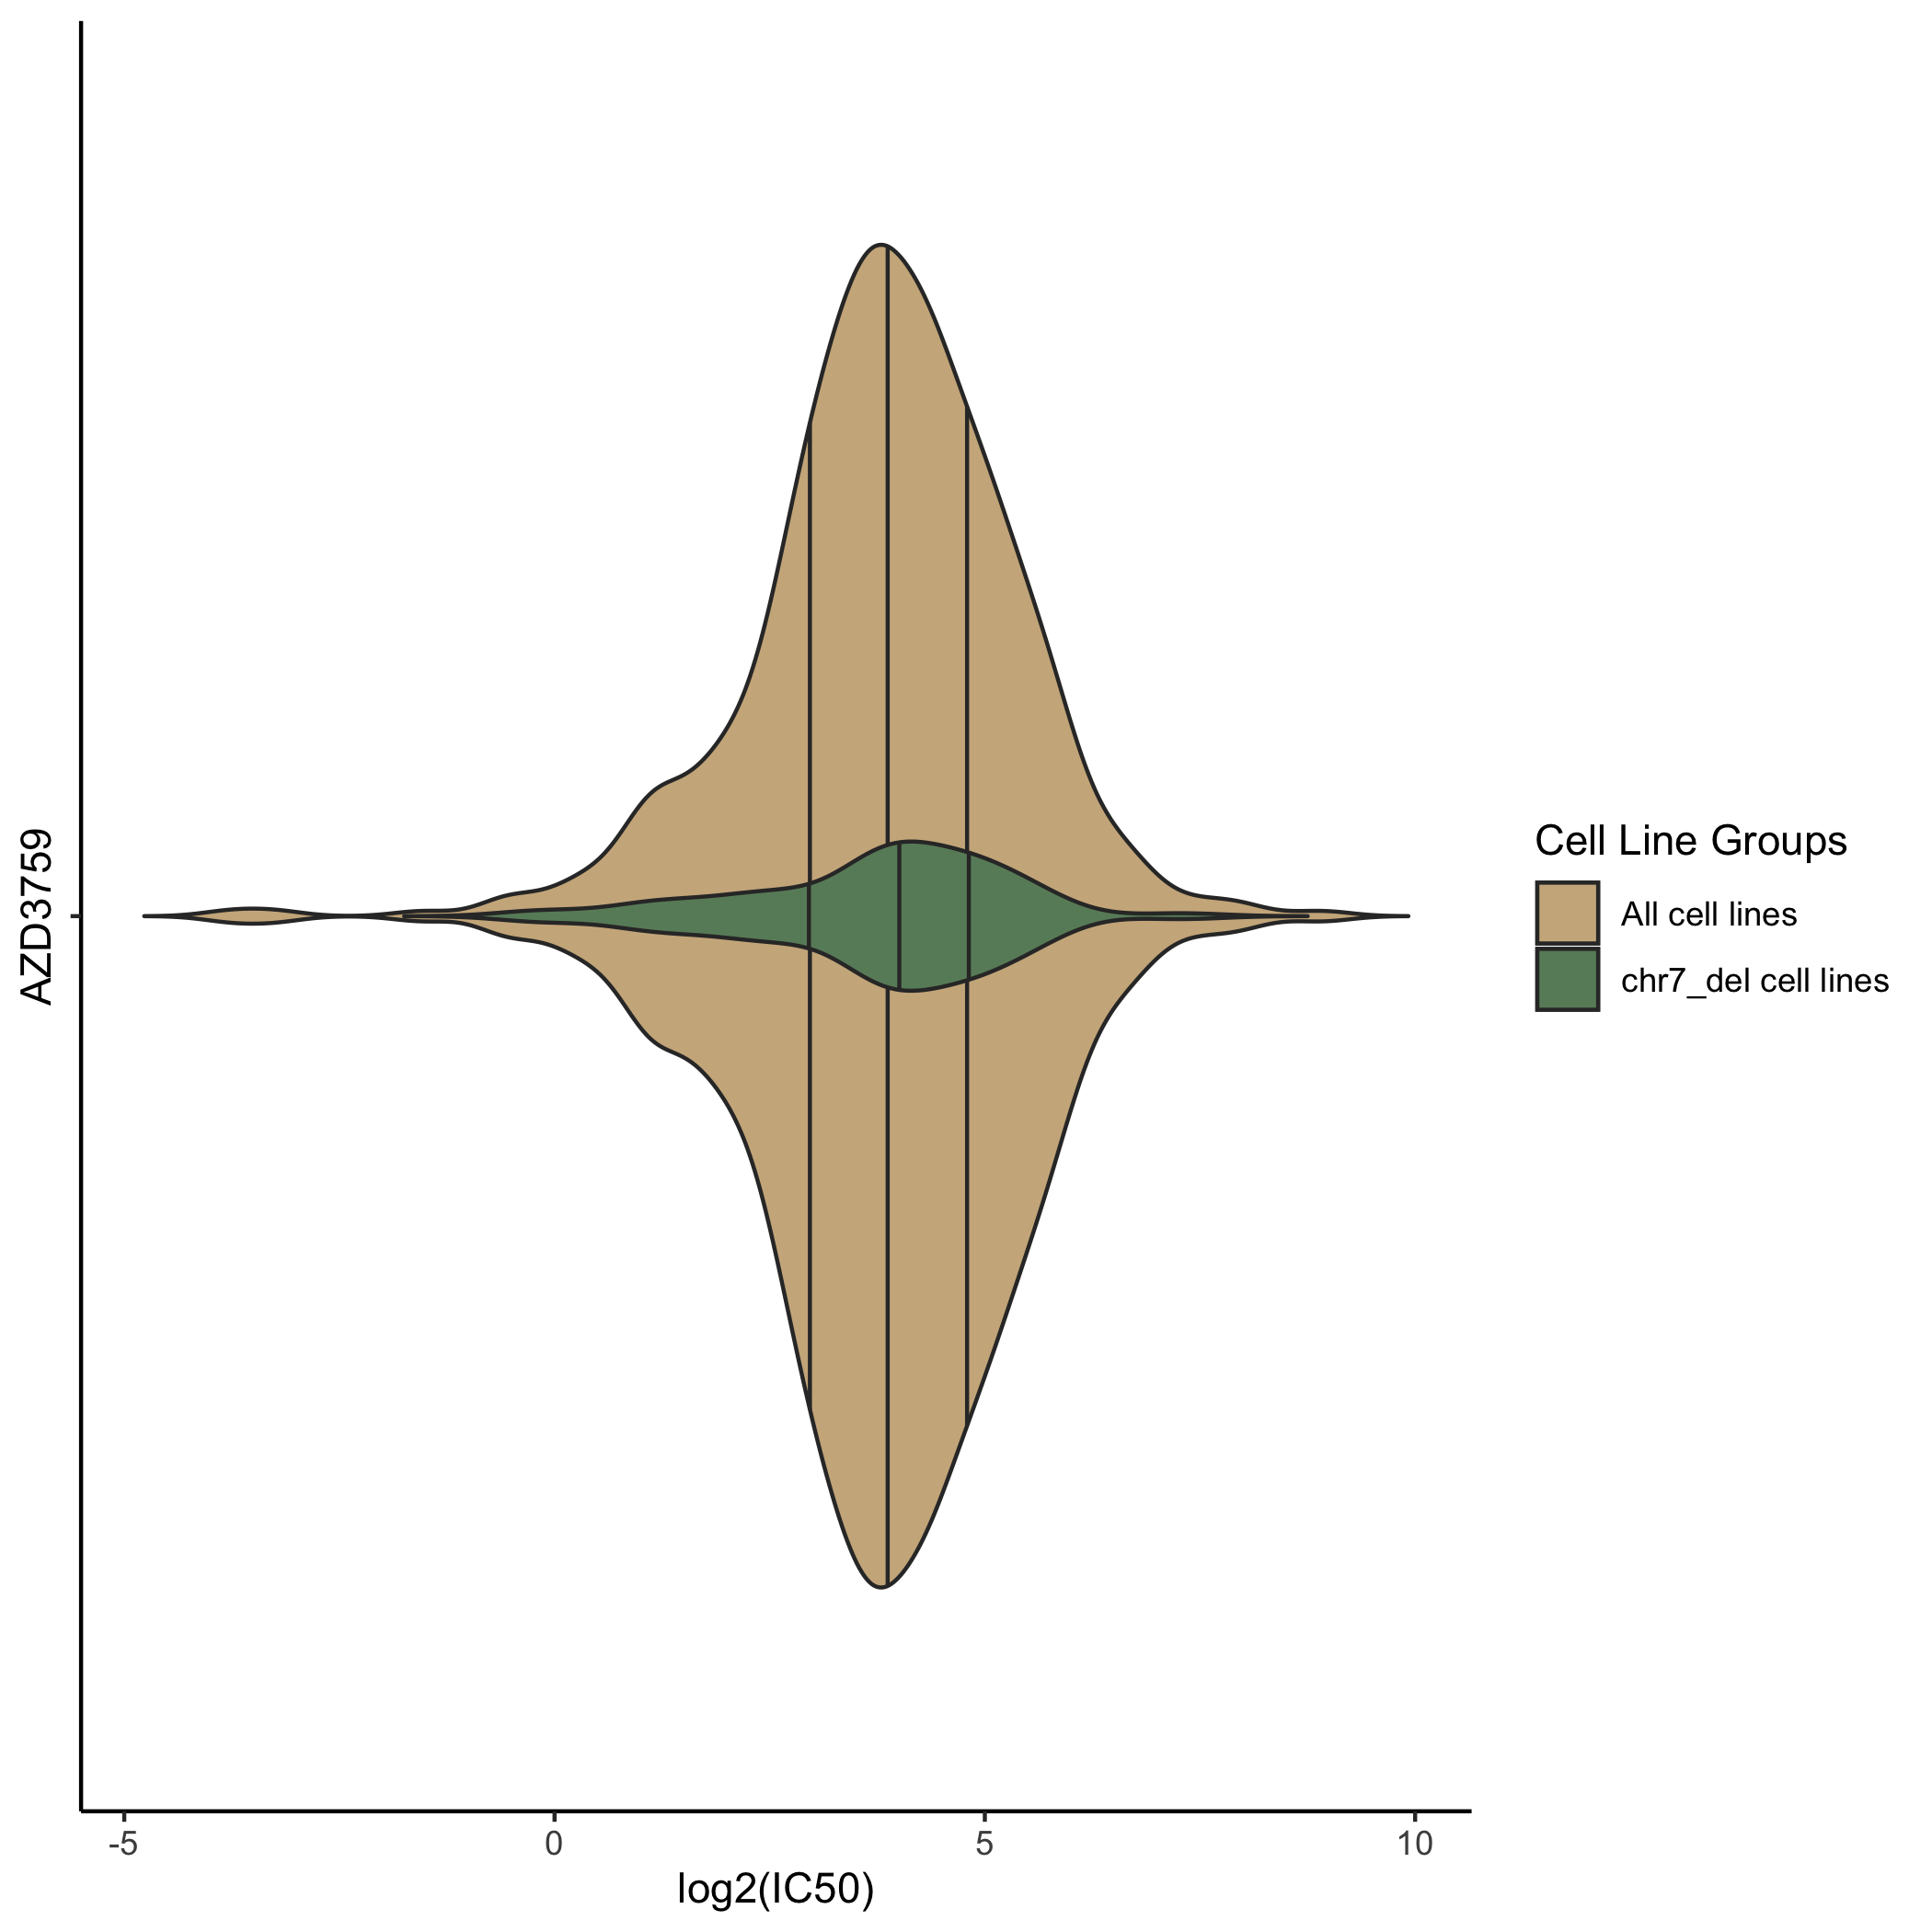 AZD3759
-5
0
5
10
log2(IC50)
Cell Line Groups
All cell lines
chr7_del cell lines